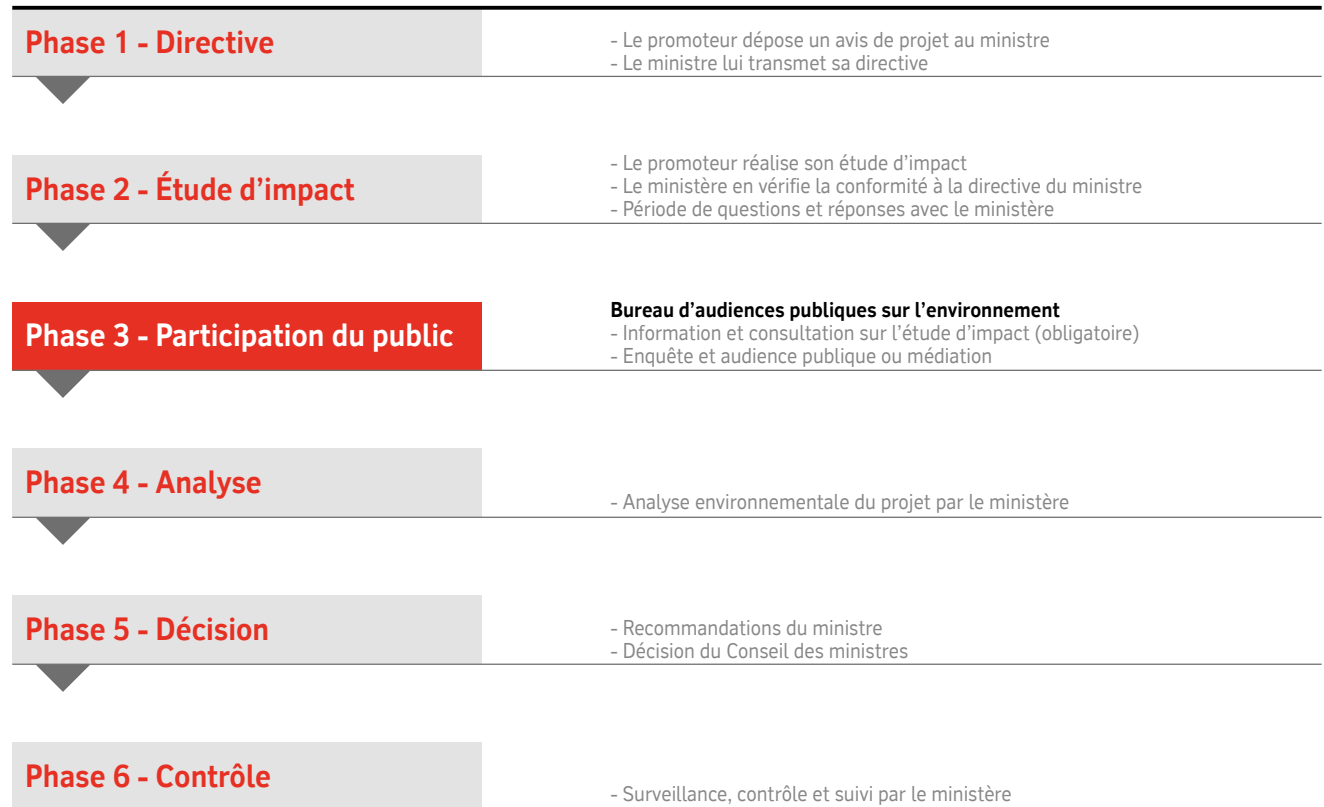 Phase 1 - Directive
- Le promoteur dépose un avis de projet au ministre
- Le ministre lui transmet sa directive
Phase 2 - Étude d’impact
- Le promoteur réalise son étude d’impact
- Le ministère en vérifie la conformité à la directive du ministre
- Période de questions et réponses avec le ministère
Phase 3 - Participation du public
Bureau d’audiences publiques sur l’environnement
- Information et consultation sur l’étude d’impact (obligatoire)
- Enquête et audience publique ou médiation
Phase 4 - Analyse
- Analyse environnementale du projet par le ministère
Phase 5 - Décision
- Recommandations du ministre
- Décision du Conseil des ministres
Phase 6 - Contrôle
- Surveillance, contrôle et suivi par le ministère